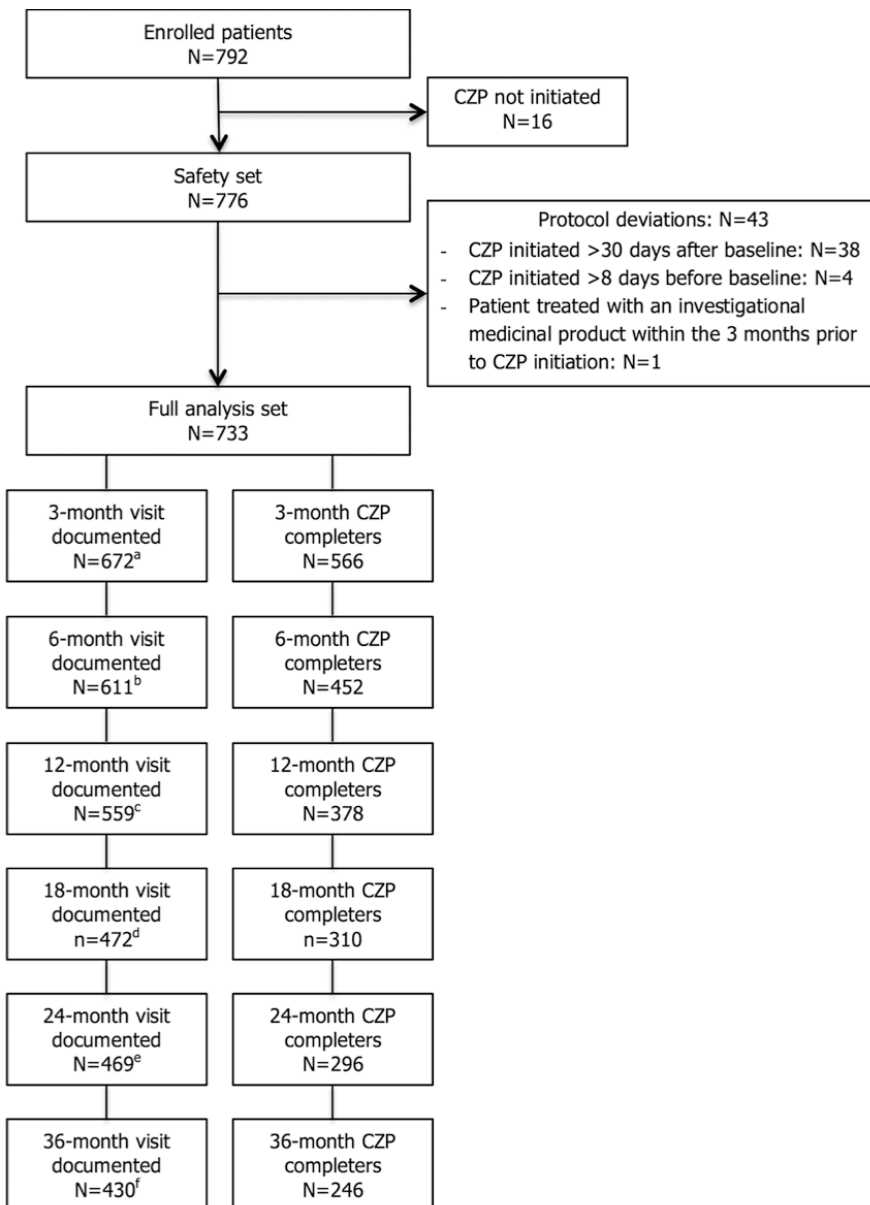 Enrolled patients
N=792
CZP not initiated
N=16
Safety set
N=776
Protocol deviations: N=43
- CZP initiated >30 days after baseline: N=38
- CZP initiated >8 days before baseline: N=4
- Patient treated with an investigational
medicinal product within the 3 months prior
to CZP initiation: N=1
Full analysis set
N=733
3-month visit
documented
N=672ᵃ
3-month CZP
completers
N=566
6-month visit
documented
N=611ᵇ
6-month CZP
completers
N=452
12-month visit
documented
N=559ᶜ
12-month CZP
completers
N=378
18-month visit
documented
n=472ᵈ
18-month CZP
completers
n=310
24-month visit
documented
N=469ᵉ
24-month CZP
completers
N=296
36-month visit
documented
N=430ᶠ
36-month CZP
completers
N=246